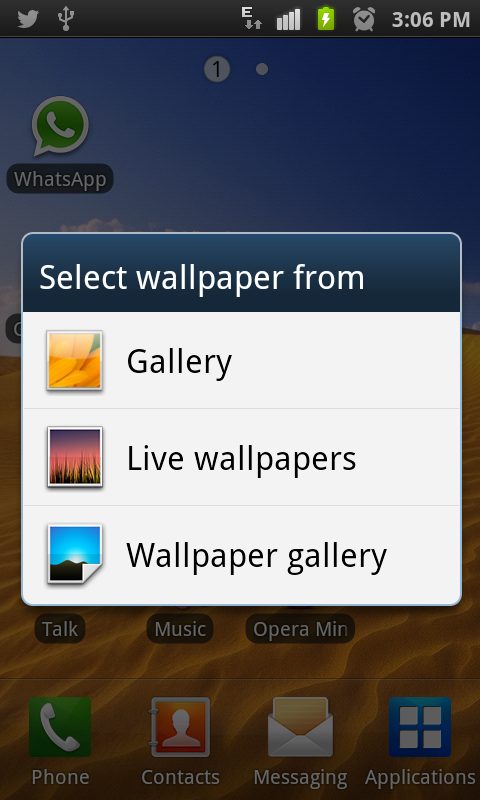 E
3:06 PM
1
WhatsApp
Select wallpaper from
Gallery
Live wallpapers
Wallpaper gallery
Talk
Music
Opera Min
Phone
Contacts
Messaging
Applications